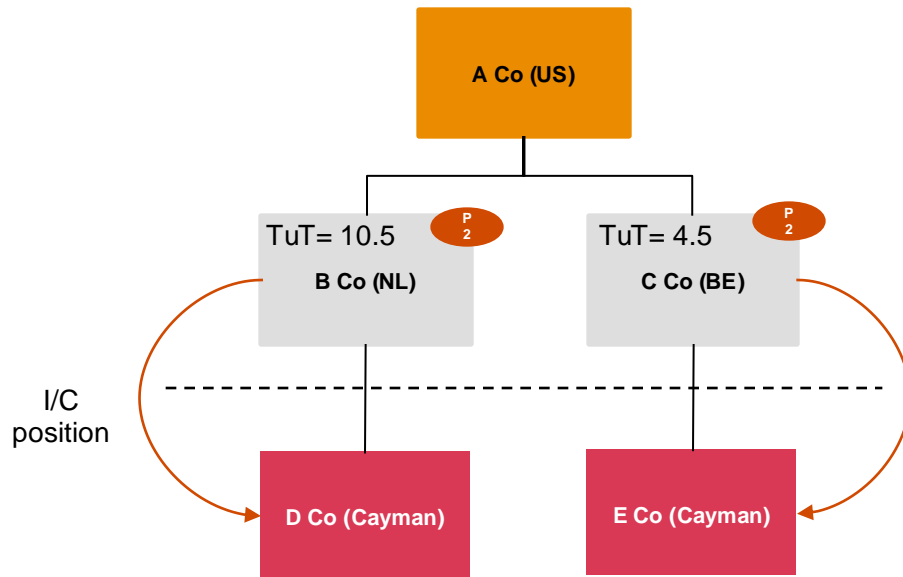 A Co (US)
TuT= 10.5
P
2
B Co (NL)
TuT= 4.5
P
2
C Co (BE)
I/C
position
D Co (Cayman)
E Co (Cayman)